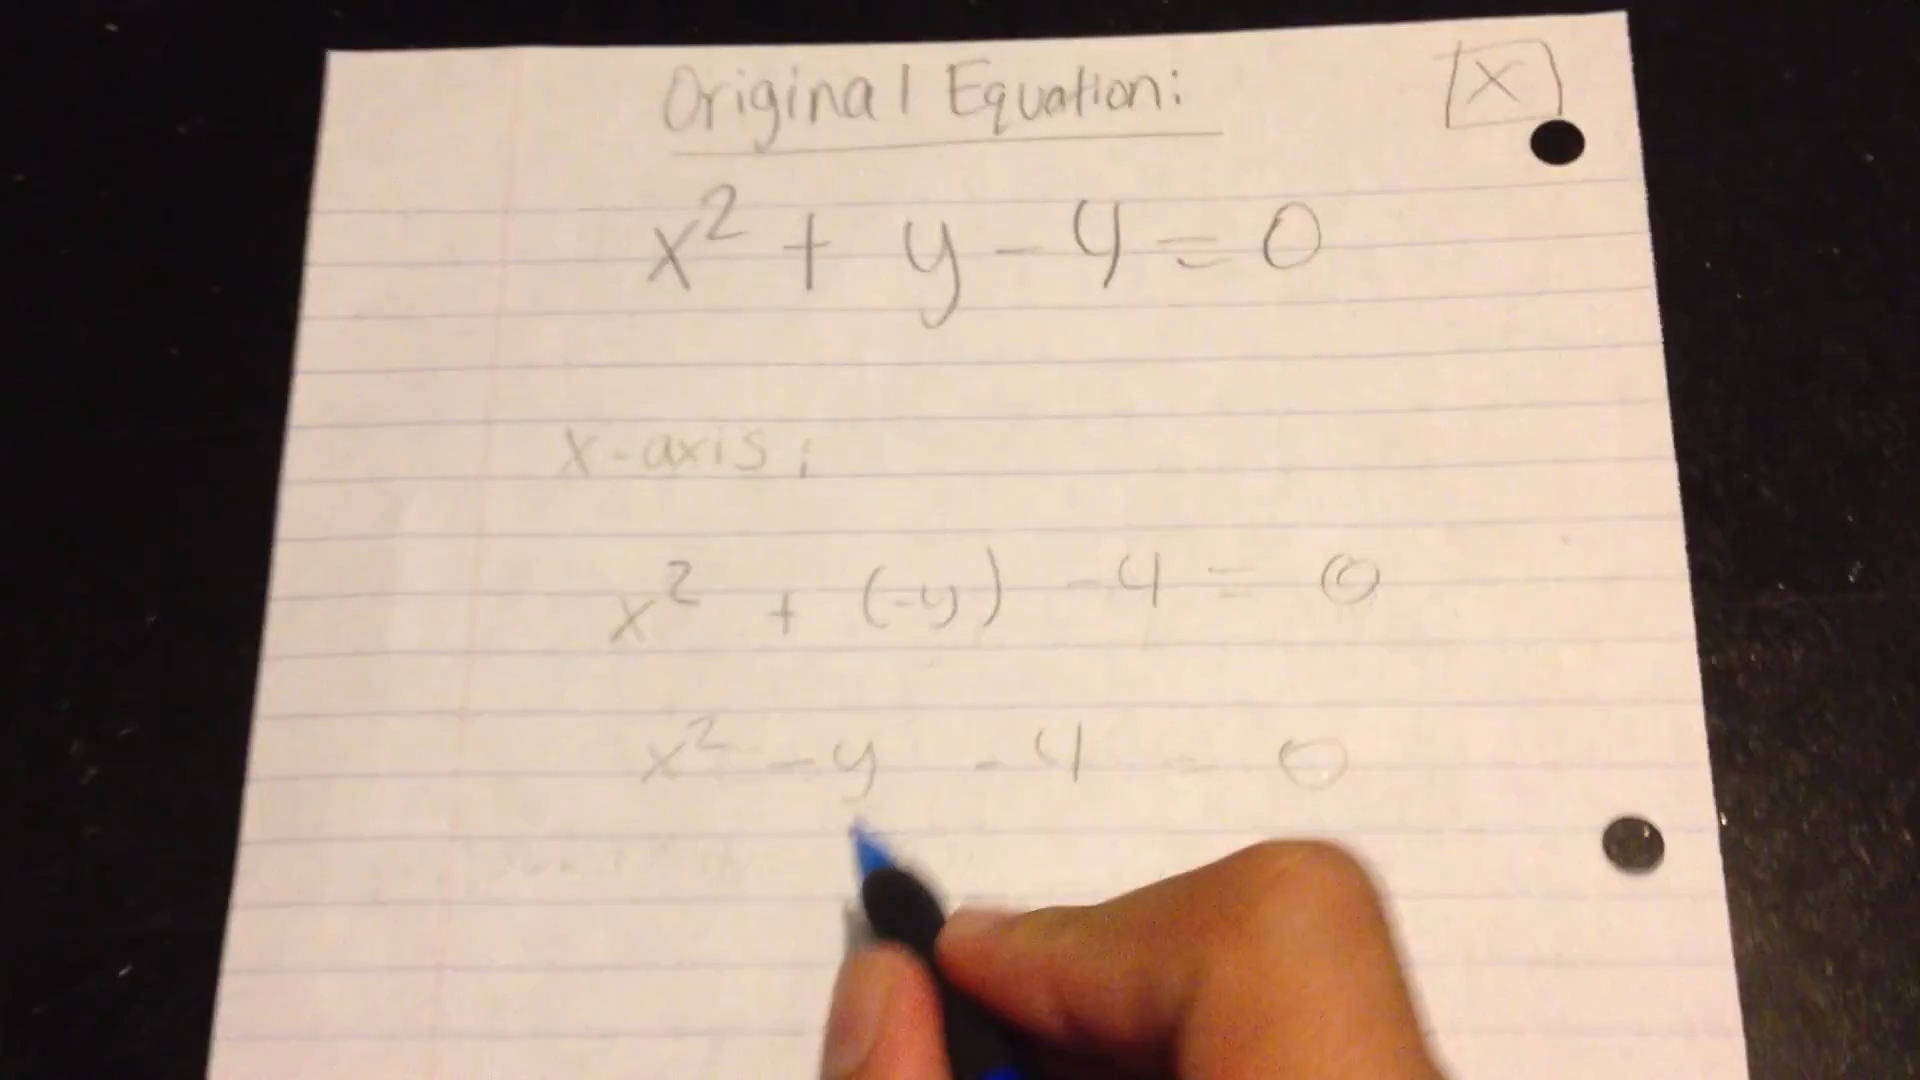 Original Equation:
X
x² + y - 4 = 0
x-axis:
x² + (-y) - 4 = 0
x² - y - 4 = 0